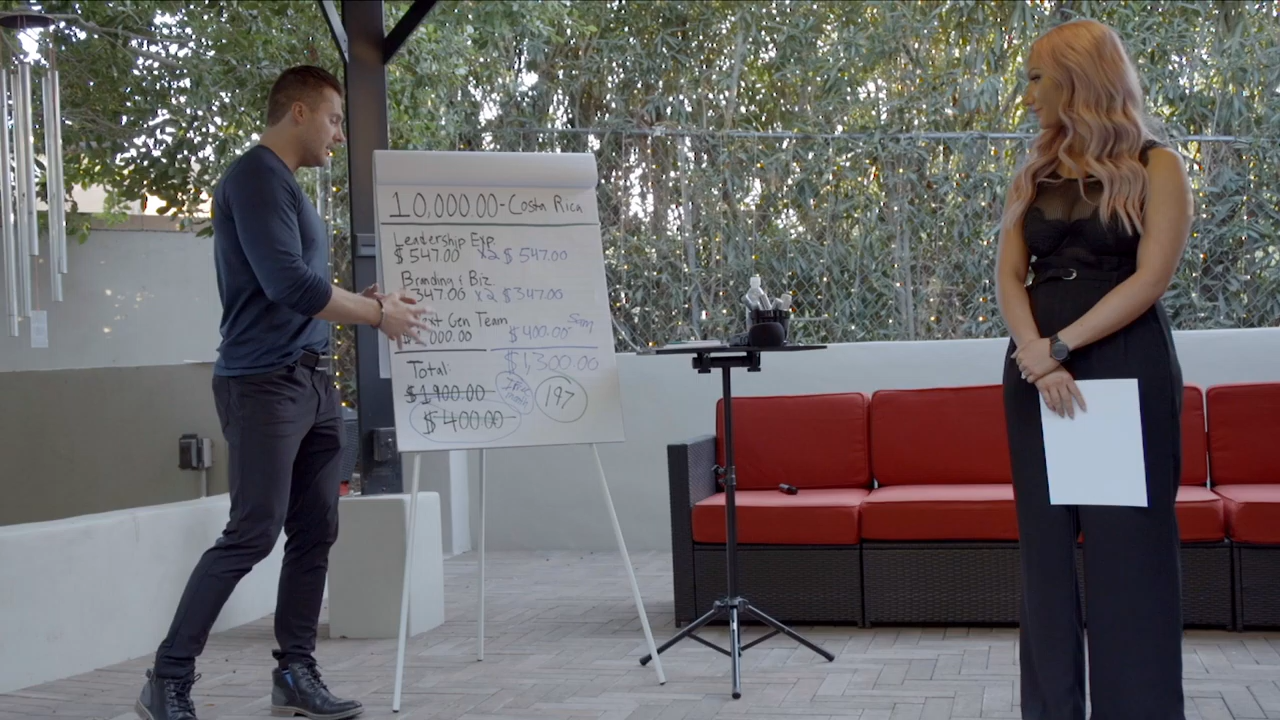 10,000.00-Costa Rica
Leadership Exp.
$547.00 x2 $547.00
Branding & Biz
347.00 x2 $347.00
Gen Team
000.00 $400.00
Total: $1,300.00
$1,900.00
197
$400.00